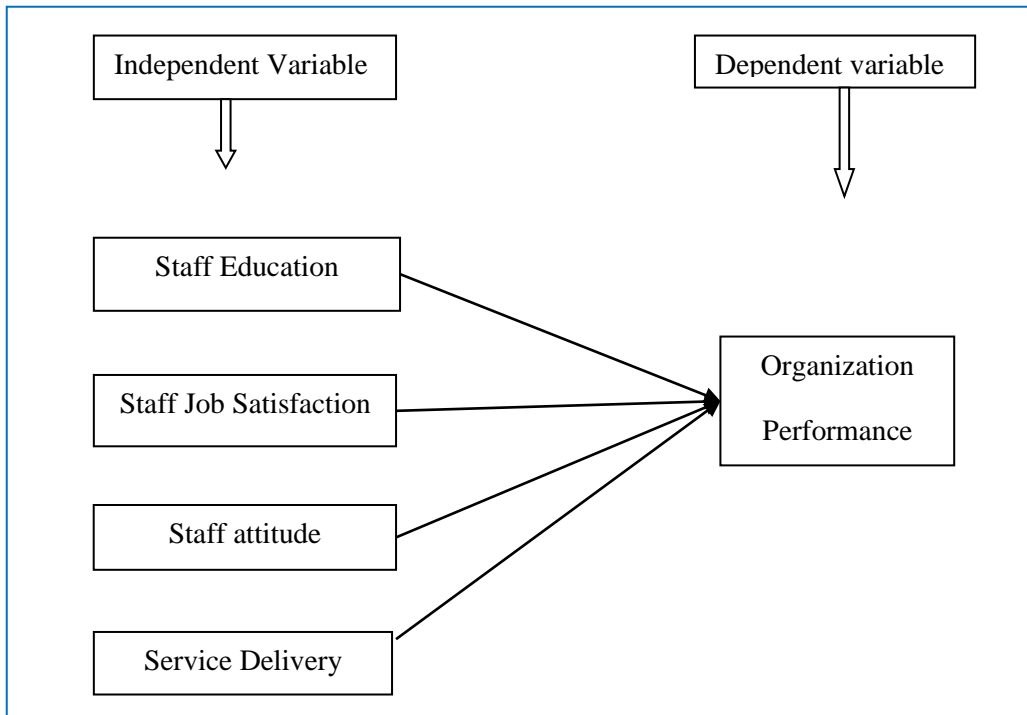 Independent Variable
Dependent variable
Staff Education
Staff Job Satisfaction
Organization
Performance
Staff attitude
Service Delivery